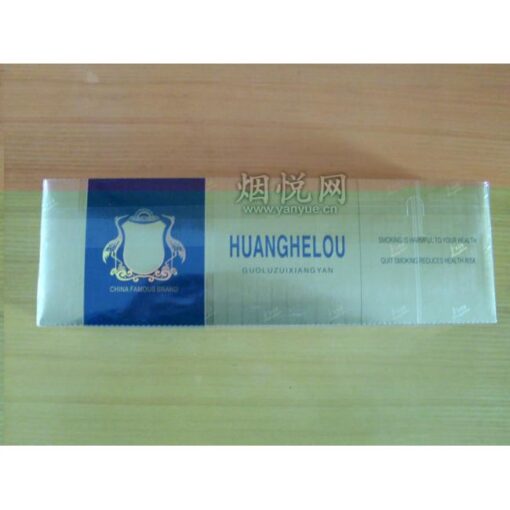 烟悦网
www.yanyue.cn
HUANGHELOU
GUOLUZUIXIANGYAN
SMOKING IS HARMFUL TO YOUR HEALTH
QUIT SMOKING REDUCES HEALTH RISK
CHINA FAMOUS BRAND